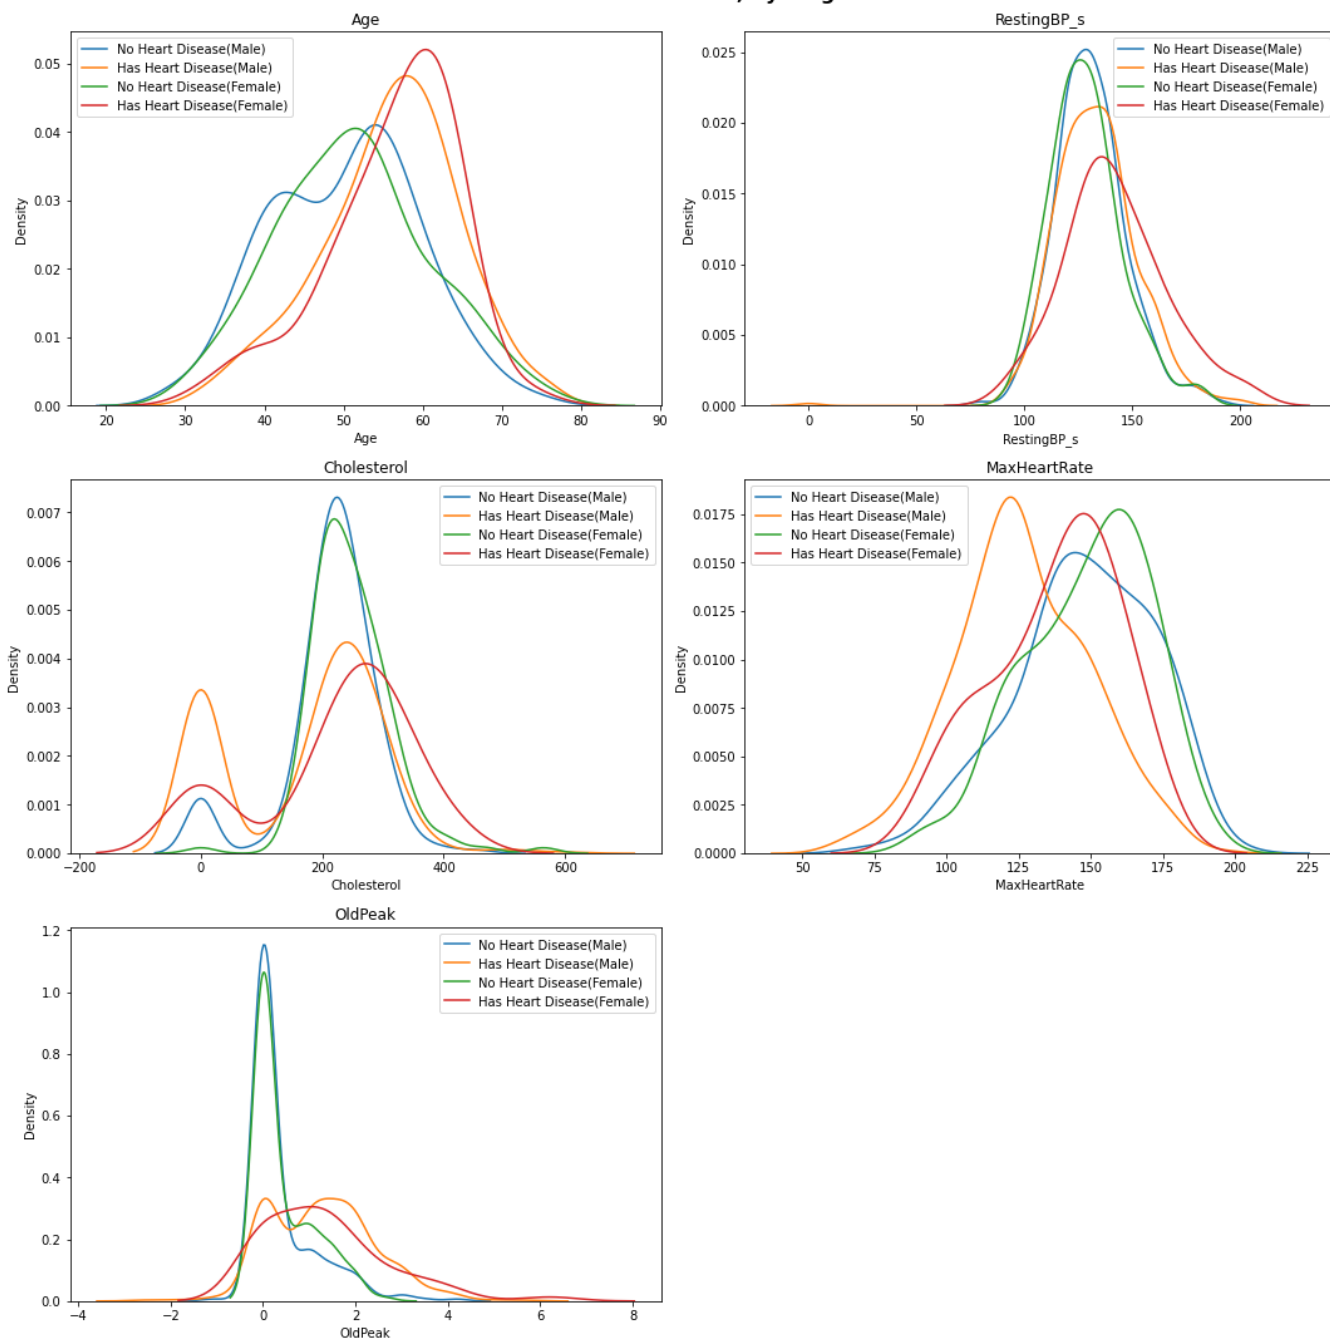 Age
0.05
0.04
0.03
0.02
0.01
0.00
Density
No Heart Disease(Male)
Has Heart Disease(Male)
No Heart Disease(Female)
Has Heart Disease(Female)
20 30 40 50 60 70 80 90
Age
RestingBP_s
0.025
0.020
0.015
0.010
0.005
0.000
Density
No Heart Disease(Male)
Has Heart Disease(Male)
No Heart Disease(Female)
Has Heart Disease(Female)
0 50 100 150 200
RestingBP_s
Cholesterol
0.007
0.006
0.005
0.004
0.003
0.002
0.001
0.000
Density
No Heart Disease(Male)
Has Heart Disease(Male)
No Heart Disease(Female)
Has Heart Disease(Female)
−200 0 200 400 600
Cholesterol
MaxHeartRate
0.0175
0.0150
0.0125
0.0100
0.0075
0.0050
0.0025
0.0000
Density
No Heart Disease(Male)
Has Heart Disease(Male)
No Heart Disease(Female)
Has Heart Disease(Female)
50 75 100 125 150 175 200 225
MaxHeartRate
OldPeak
1.2
1.0
0.8
0.6
0.4
0.2
0.0
Density
No Heart Disease(Male)
Has Heart Disease(Male)
No Heart Disease(Female)
Has Heart Disease(Female)
−4 −2 0 2 4 6 8
OldPeak